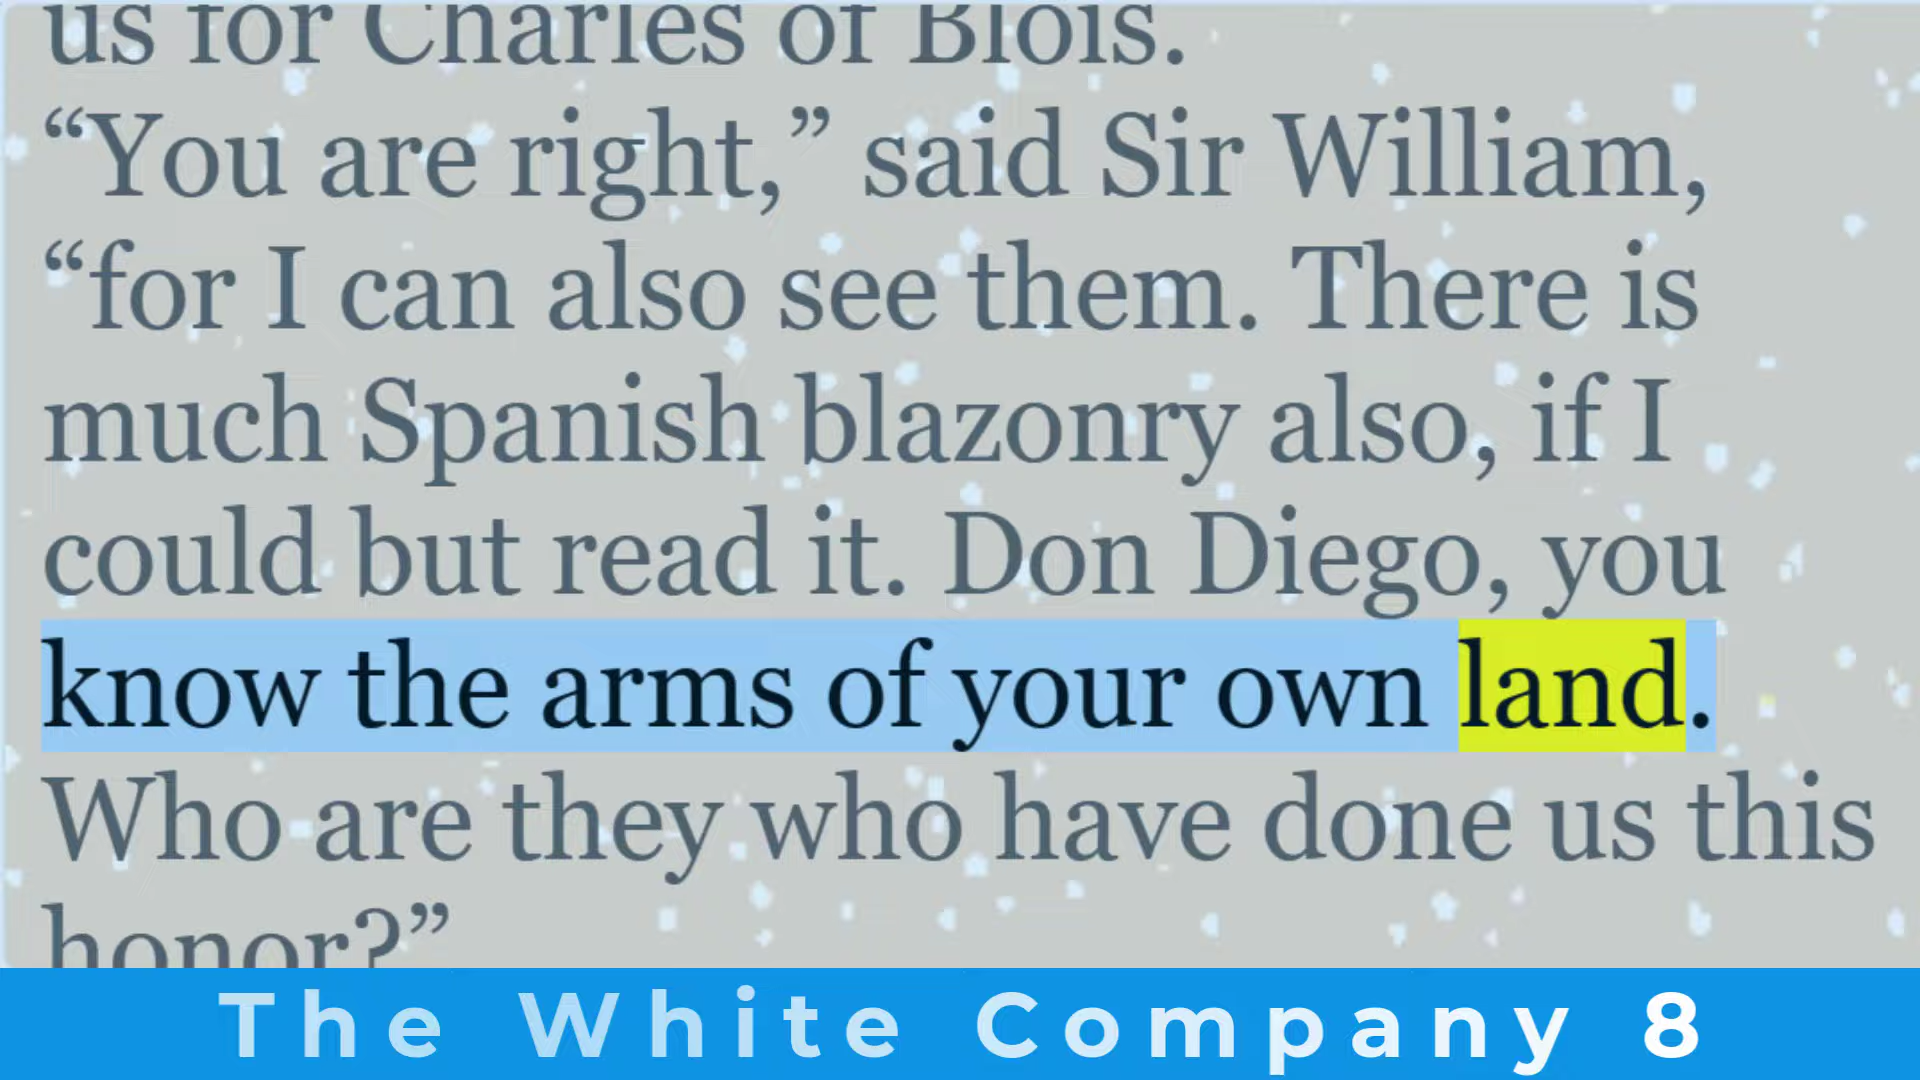 us for Charles of Blois.
“You are right,” said Sir William,
“for I can also see them. There is
much Spanish blazonry also, if I
could but read it. Don Diego, you
know the arms of your own land.
Who are they who have done us this
honor?”
The White Company 8